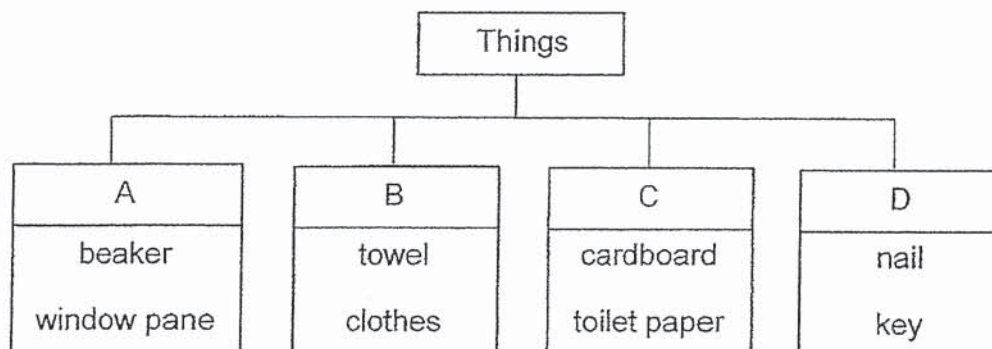 Things
A B C D
beaker towel cardboard nail
window pane clothes toilet paper key